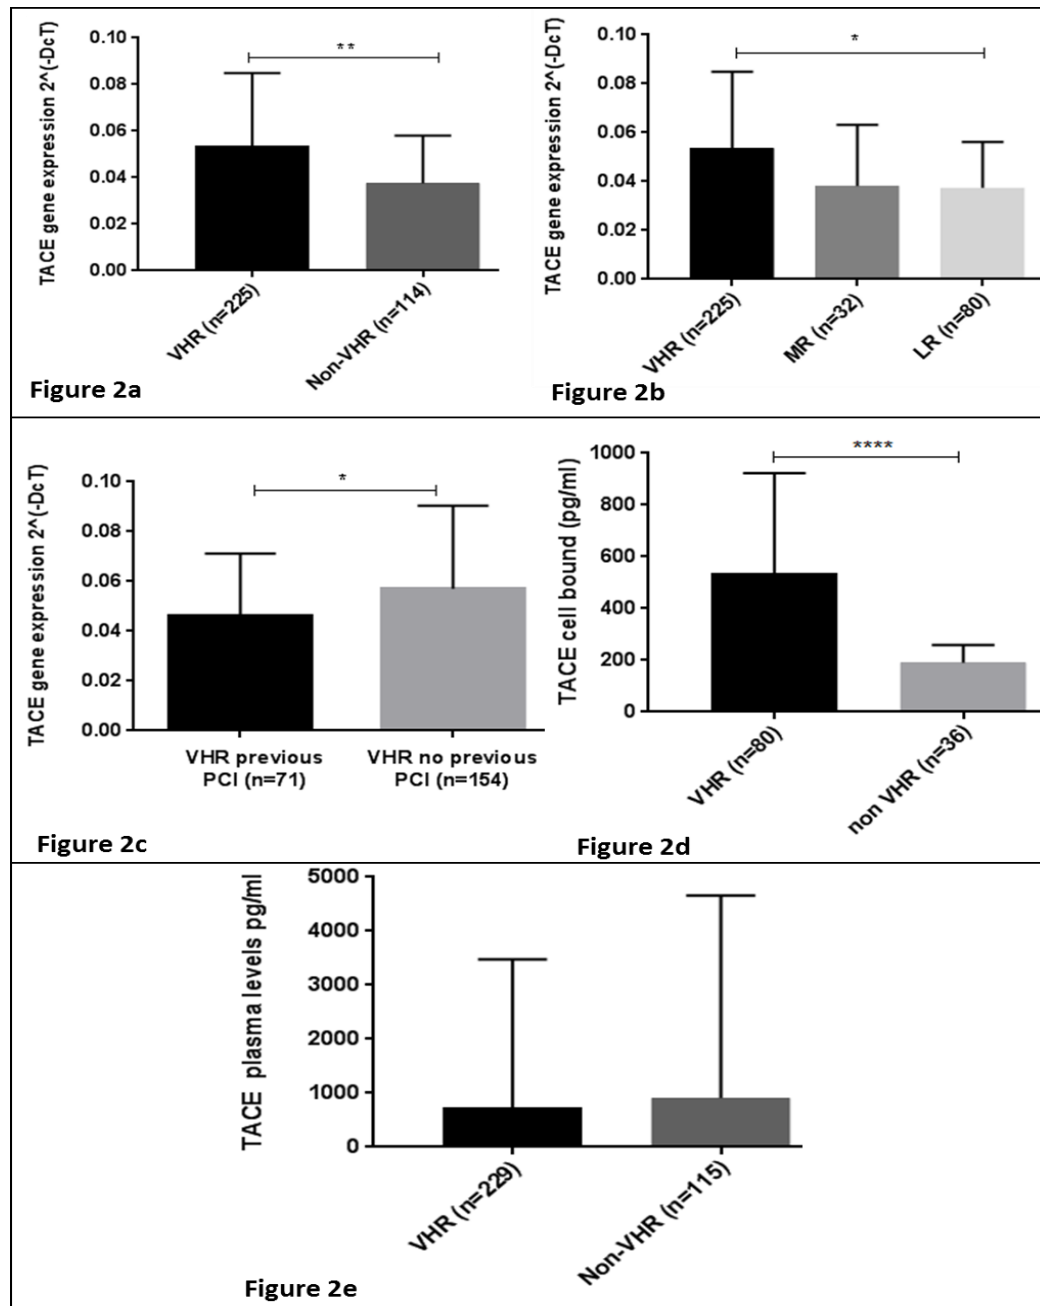 TACE gene expression 2^(-DcT)
0.10
0.08
0.06
0.04
0.02
0.00
**
VHR (n=225)
Non-VHR (n=114)
Figure 2a
TACE gene expression 2^(-DcT)
0.10
0.08
0.06
0.04
0.02
0.00
*
VHR (n=225)
MR (n=32)
LR (n=80)
Figure 2b
TACE gene expression 2^(-DcT)
0.10
0.08
0.06
0.04
0.02
0.00
*
VHR previous
PCI (n=71)
VHR no previous
PCI (n=154)
Figure 2c
TACE cell bound (pg/ml)
1000
800
600
400
200
0
****
VHR (n=80)
non VHR (n=36)
Figure 2d
TACE plasma levels pg/ml
5000
4000
3000
2000
1000
0
VHR (n=229)
Non-VHR (n=115)
Figure 2e